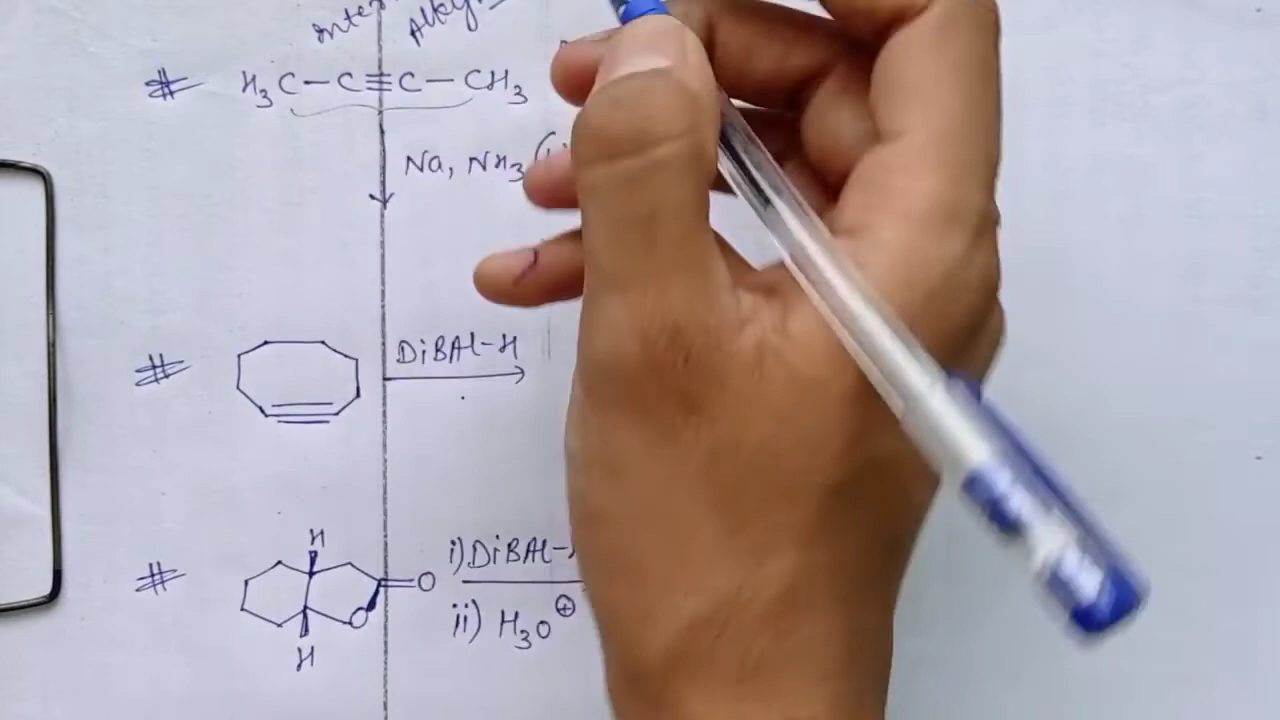 # H₃C-C≡C-CH₃
Na, NH₃
# DiBAl-H
# H
O
i) DiBAl-
O
ii) H₃O⊕
H